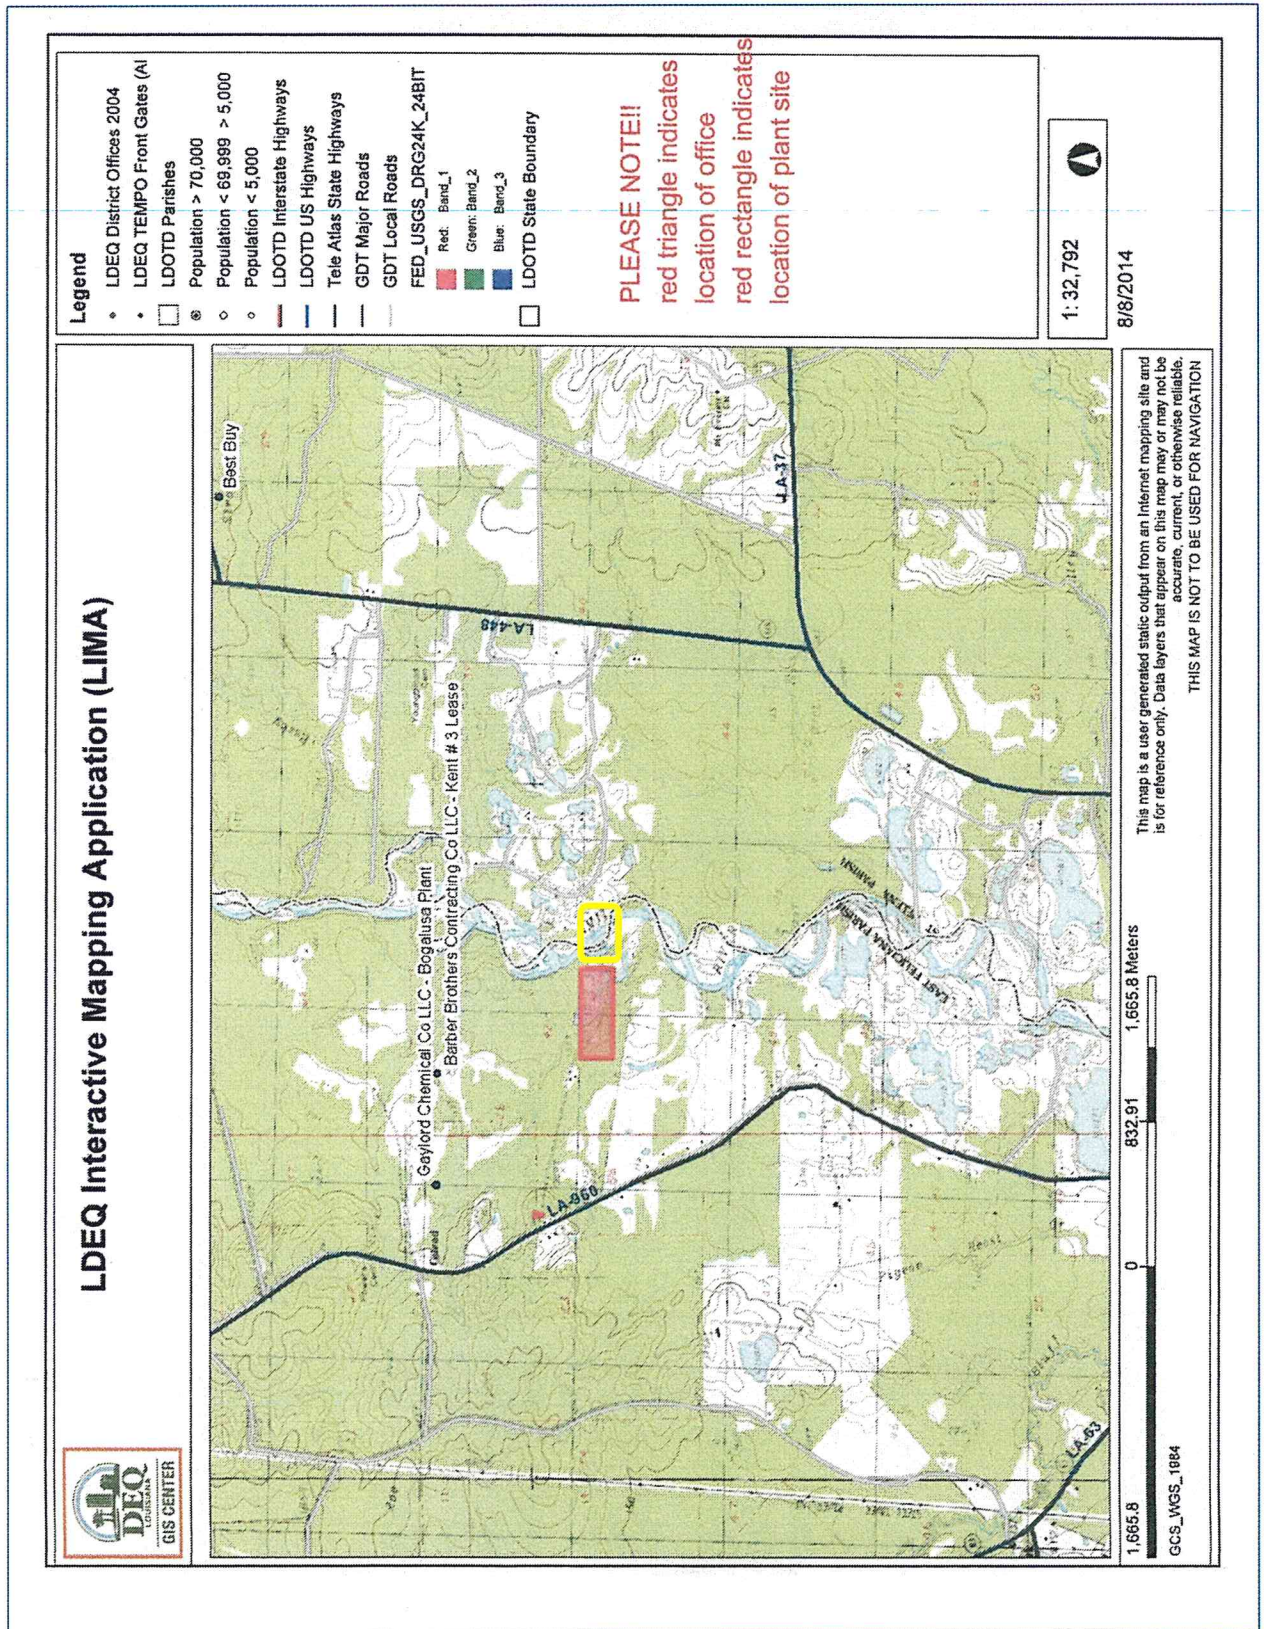 DEQ
LOUISIANA
GIS CENTER
LDEQ Interactive Mapping Application (LIMA)
Legend
LDEQ District Offices 2004
LDEQ TEMPO Front Gates (AI
LDOTD Parishes
Population > 70,000
Population < 69,999 > 5,000
Population < 5,000
LDOTD Interstate Highways
LDOTD US Highways
Tele Atlas State Highways
GDT Major Roads
GDT Local Roads
FED_USGS_DRG24K_24BIT
Red: Band_1
Green: Band_2
Blue: Band_3
LDOTD State Boundary
PLEASE NOTE!!
red triangle indicates
location of office
red rectangle indicates
location of plant site
1: 32,792
8/8/2014
Best Buy
LA-448
Gaylord Chemical Co LLC - Bogalusa Plant
Barber Brothers Contracting Co LLC - Kent # 3 Lease
LA-37
LA-960
EAST FELICIANA PARISH
ST HELENA PARISH
LA-63
1,665.8
0
832.91
1,665.8 Meters
GCS_WGS_1984
This map is a user generated static output from an Internet mapping site and
is for reference only. Data layers that appear on this map may or may not be
accurate, current, or otherwise reliable.
THIS MAP IS NOT TO BE USED FOR NAVIGATION